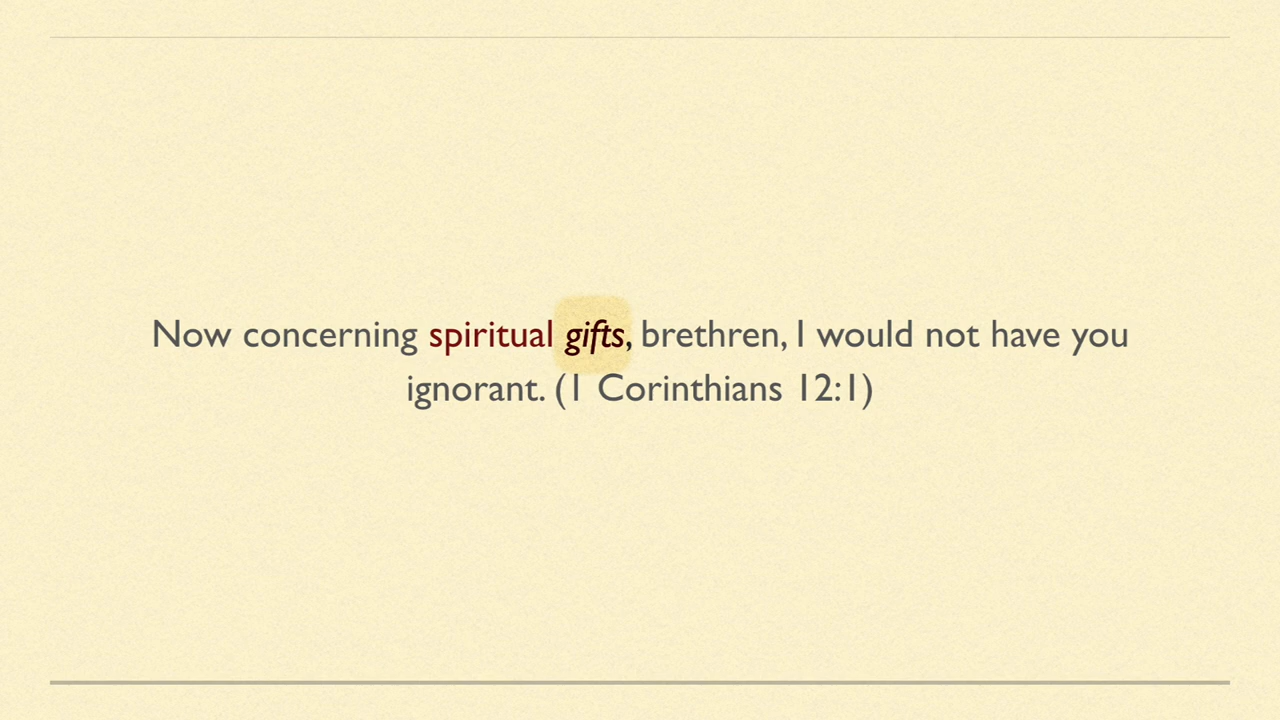 Now concerning spiritual gifts, brethren, I would not have you
ignorant. (1 Corinthians 12:1)